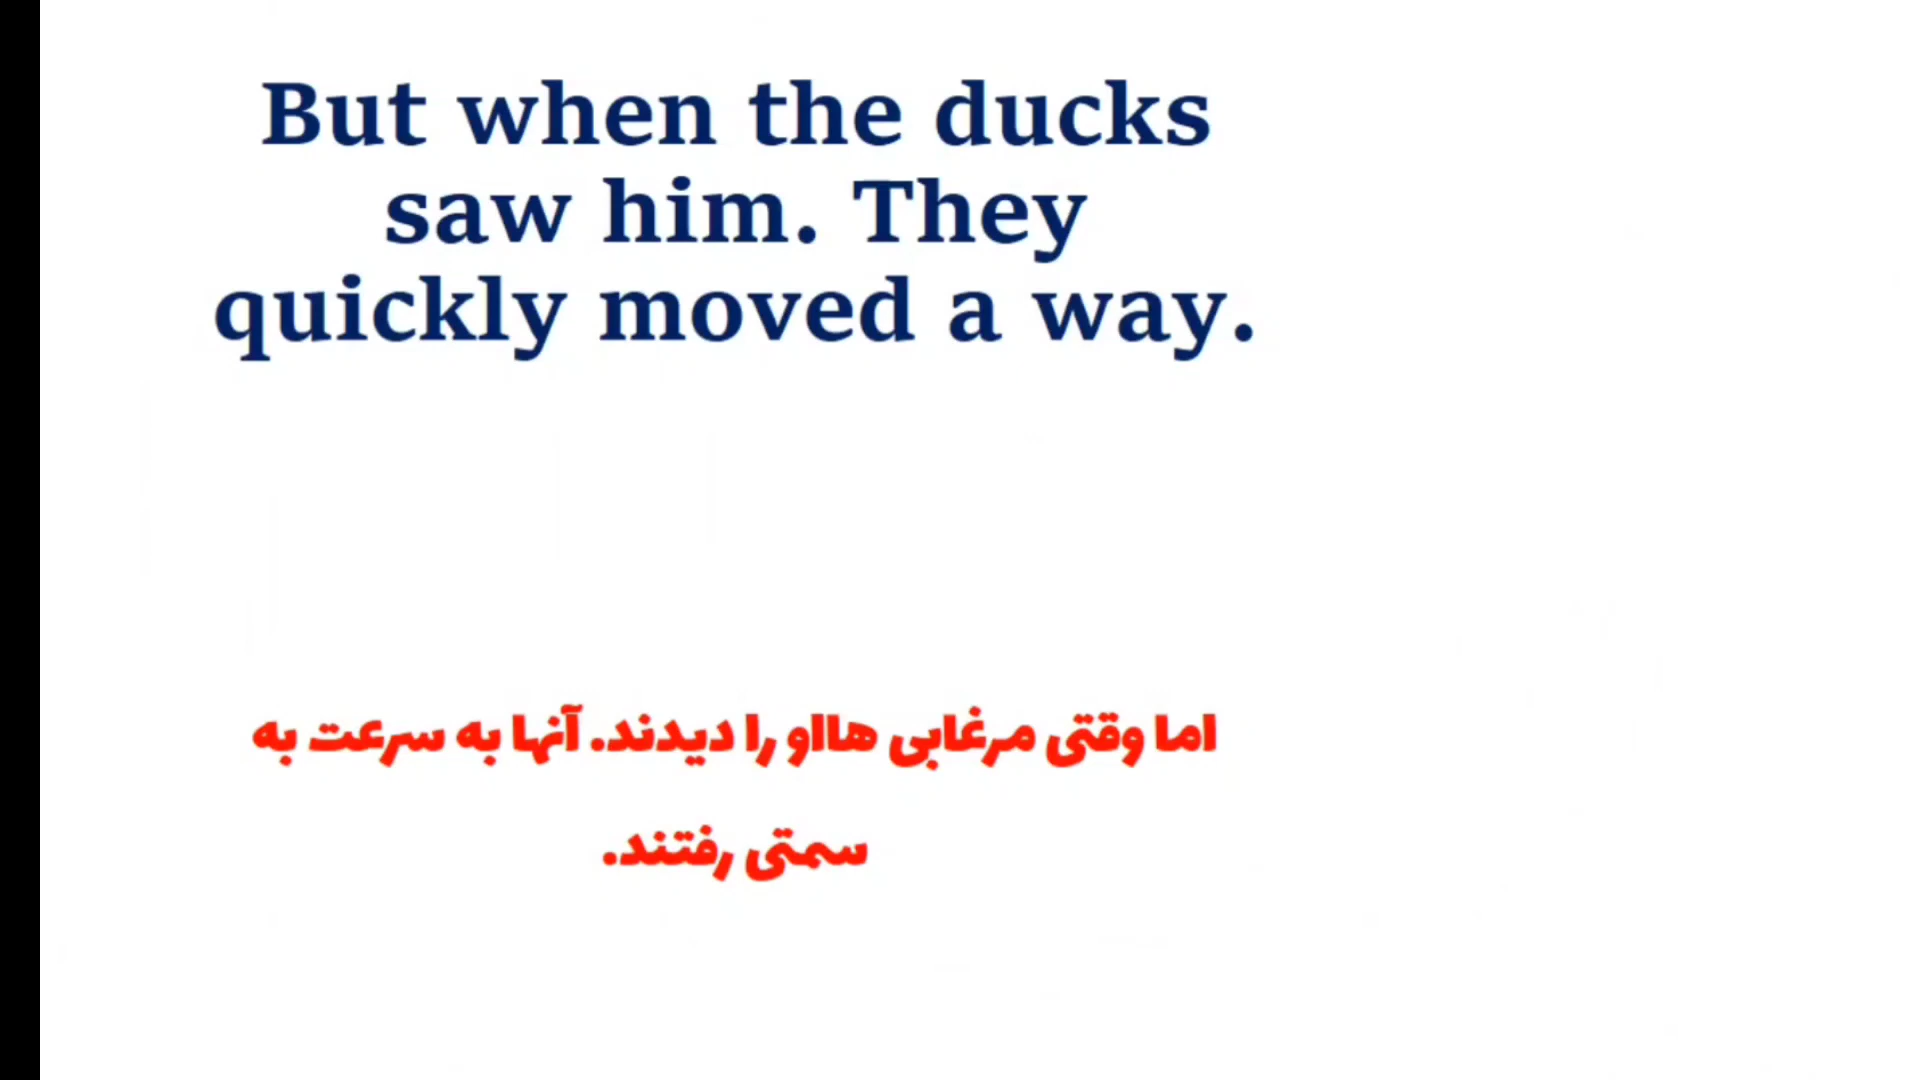 But when the ducks
saw him. They
quickly moved a way.
اما وقتی مرغابی هااو را دیدند. آنها به سرعت به
سمتی رفتند.